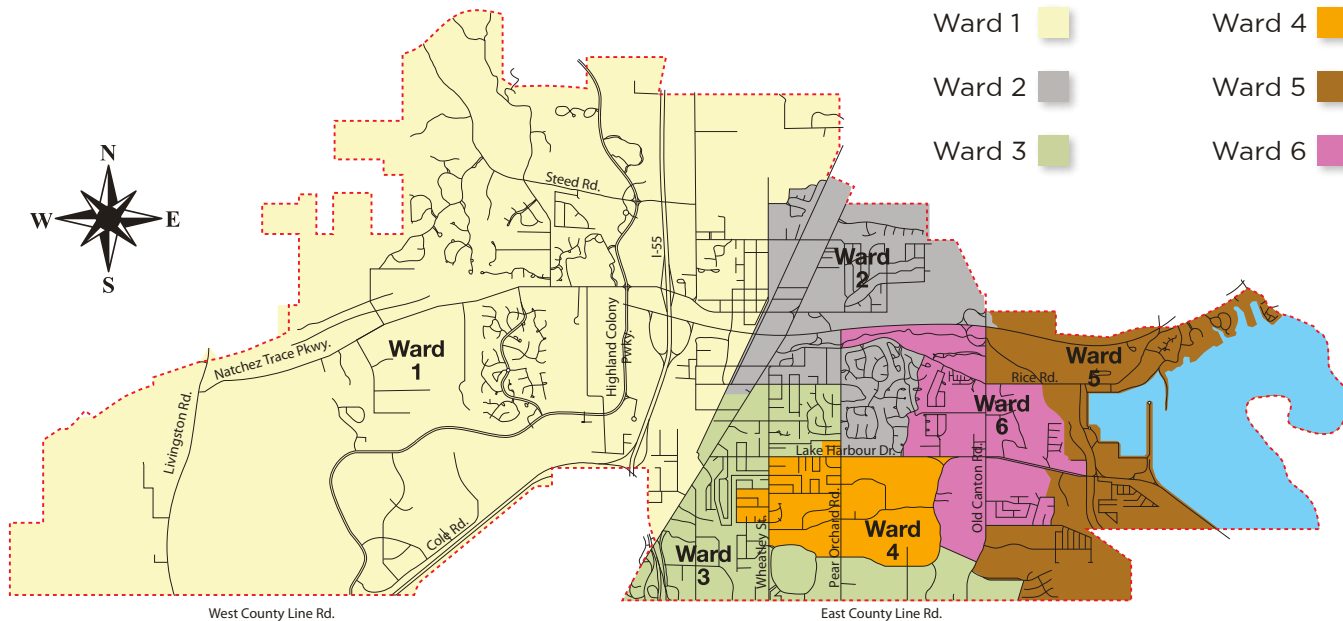 Ward 1
Ward 4
Ward 2
Ward 5
Ward 3
Ward 6
N
W
E
S
Steed Rd.
I-55
Ward
2
Natchez Trace Pkwy.
Ward
1
Highland Colony
Pwky.
Ward
5
Rice Rd.
Ward
6
Livingston Rd.
Lake Harbour Dr.
Old Canton Rd.
Cole Rd.
Ward
3
Wheatley St.
Pear Orchard Rd.
Ward
4
West County Line Rd.
East County Line Rd.